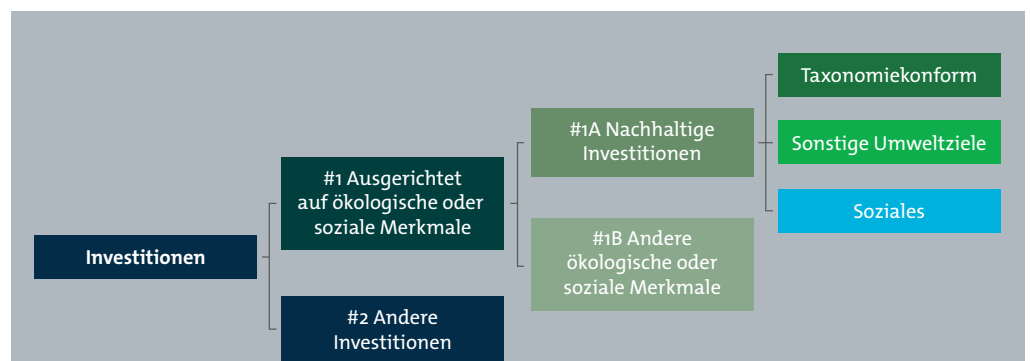 Investitionen
#1 Ausgerichtet
auf ökologische oder
soziale Merkmale
#2 Andere
Investitionen
#1A Nachhaltige
Investitionen
#1B Andere
ökologische oder
soziale Merkmale
Taxonomiekonform
Sonstige Umweltziele
Soziales